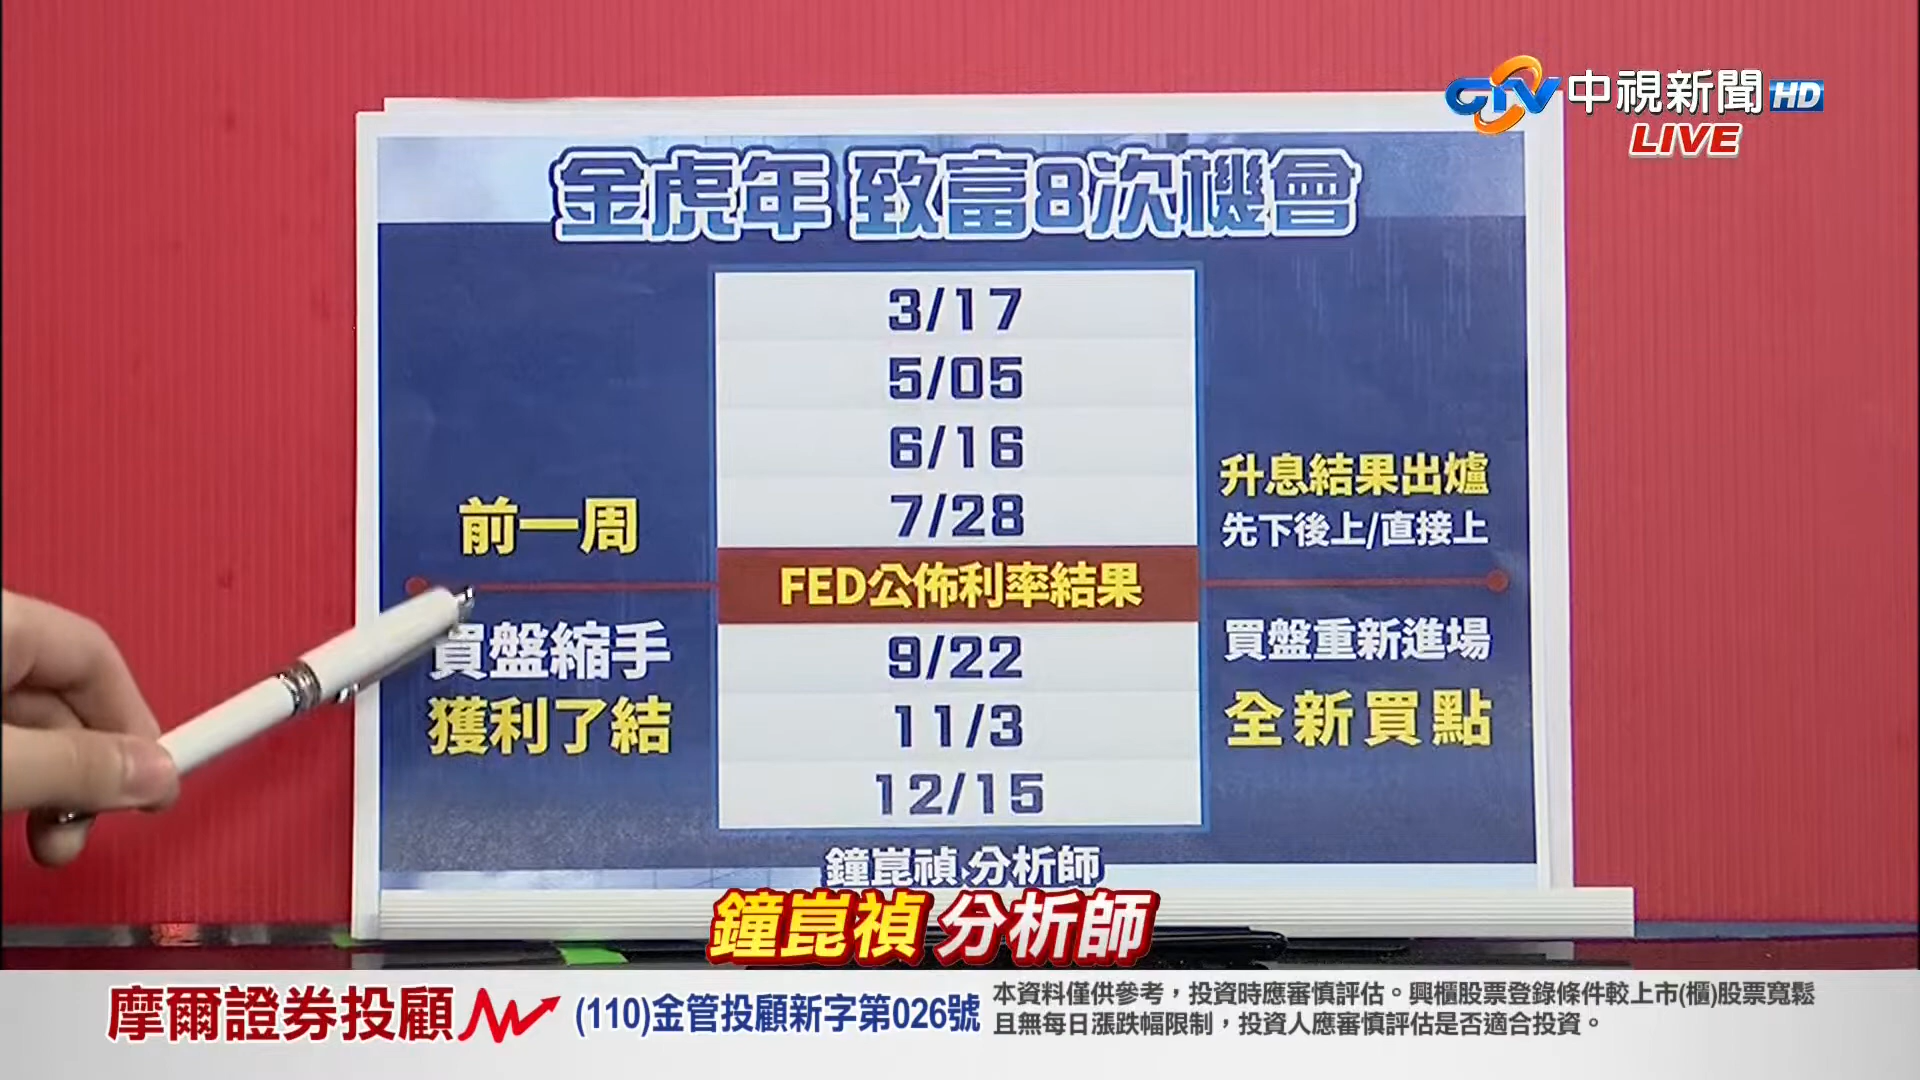 CTV中視新聞HD
LIVE
金虎年 致富8次機會
3/17
5/05
6/16
7/28
FED公佈利率結果
9/22
11/3
12/15
前一周
買盤縮手
獲利了結
升息結果出爐
先下後上/直接上
買盤重新進場
全新買點
鐘崑禎 分析師
鐘崑禎 分析師
摩爾證券投顧
(110)金管投顧新字第026號
本資料僅供參考，投資時應審慎評估。興櫃股票登錄條件較上市(櫃)股票寬鬆
且無每日漲跌幅限制，投資人應審慎評估是否適合投資。